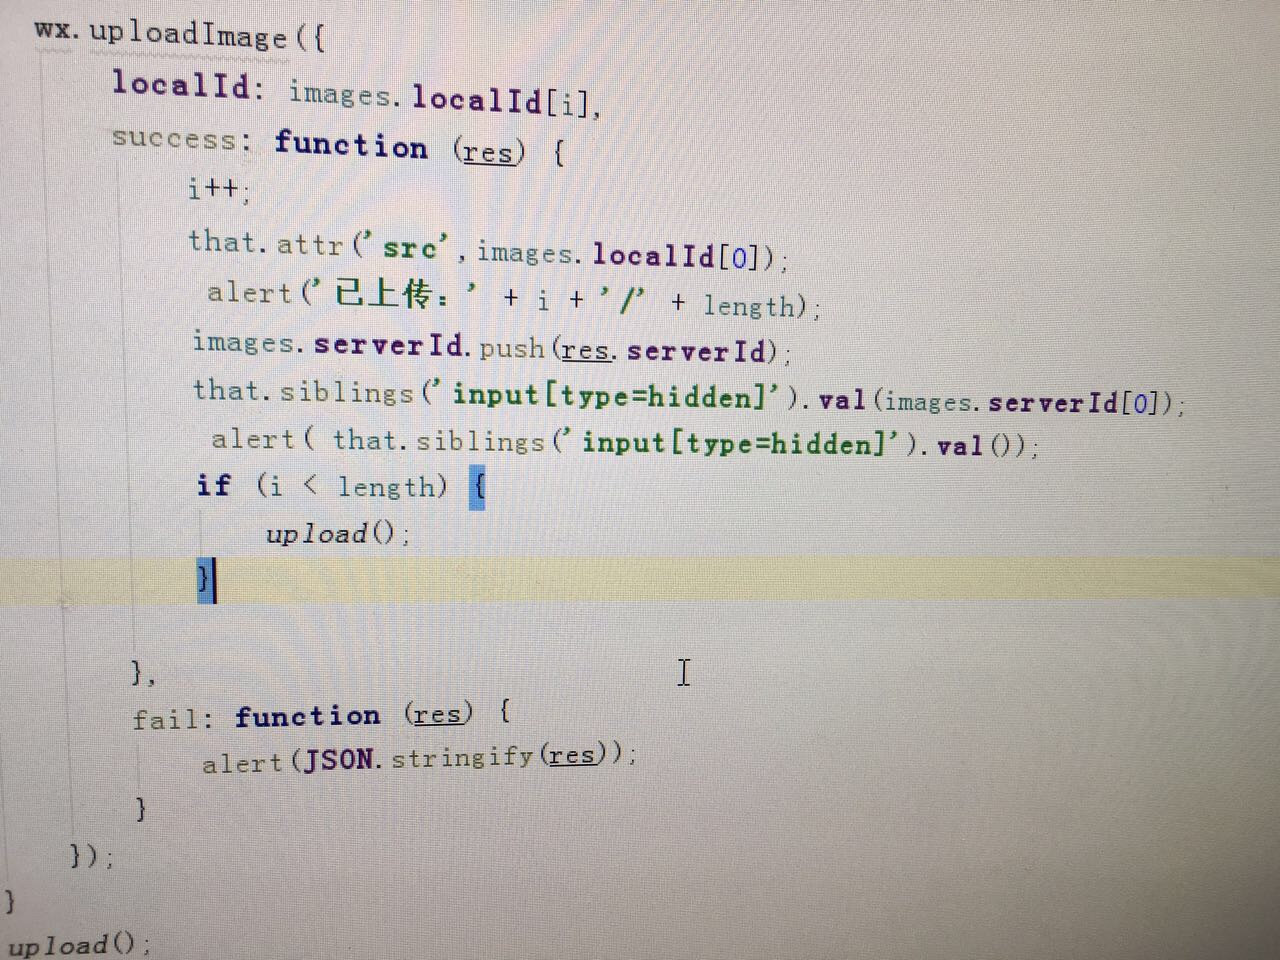 wx.uploadImage({
localId: images.localId[i],
success: function (res) {
i++;
that.attr('src',images.localId[0]);
alert('已上传：' + i + '/' + length);
images.serverId.push(res.serverId);
that.siblings('input[type=hidden]').val(images.serverId[0]);
alert( that.siblings('input[type=hidden]').val());
if (i < length) {
upload();
}
},
fail: function (res) {
alert(JSON.stringify(res));
}
});
}
upload();